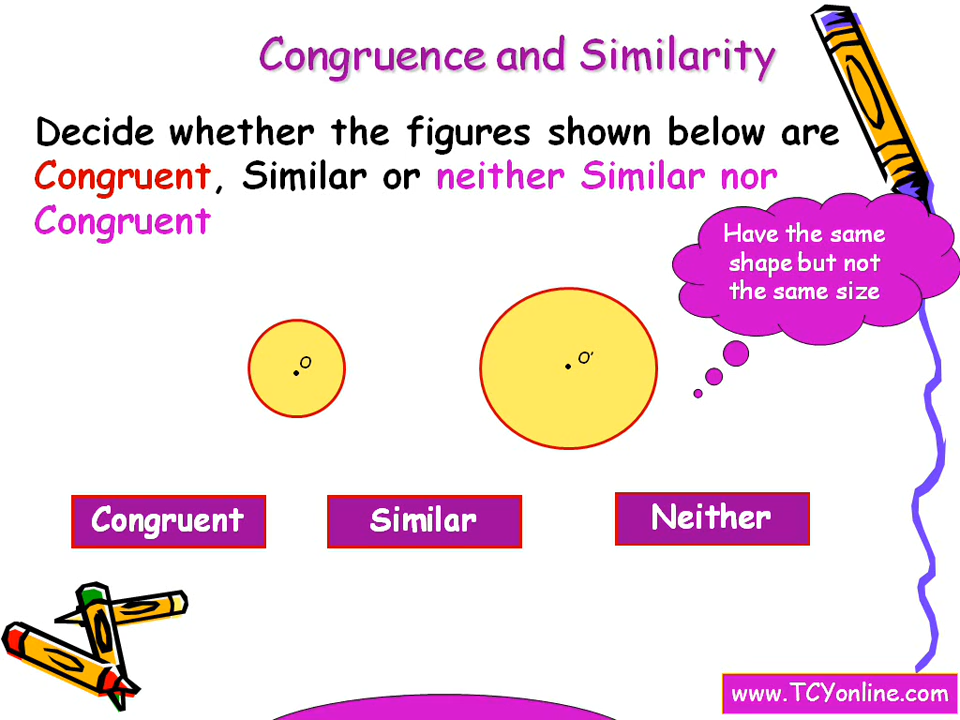 Congruence and Similarity
Decide whether the figures shown below are
Congruent, Similar or neither Similar nor
Congruent
Have the same
shape but not
the same size
O
O'
Congruent
Similar
Neither
www.TCYonline.com